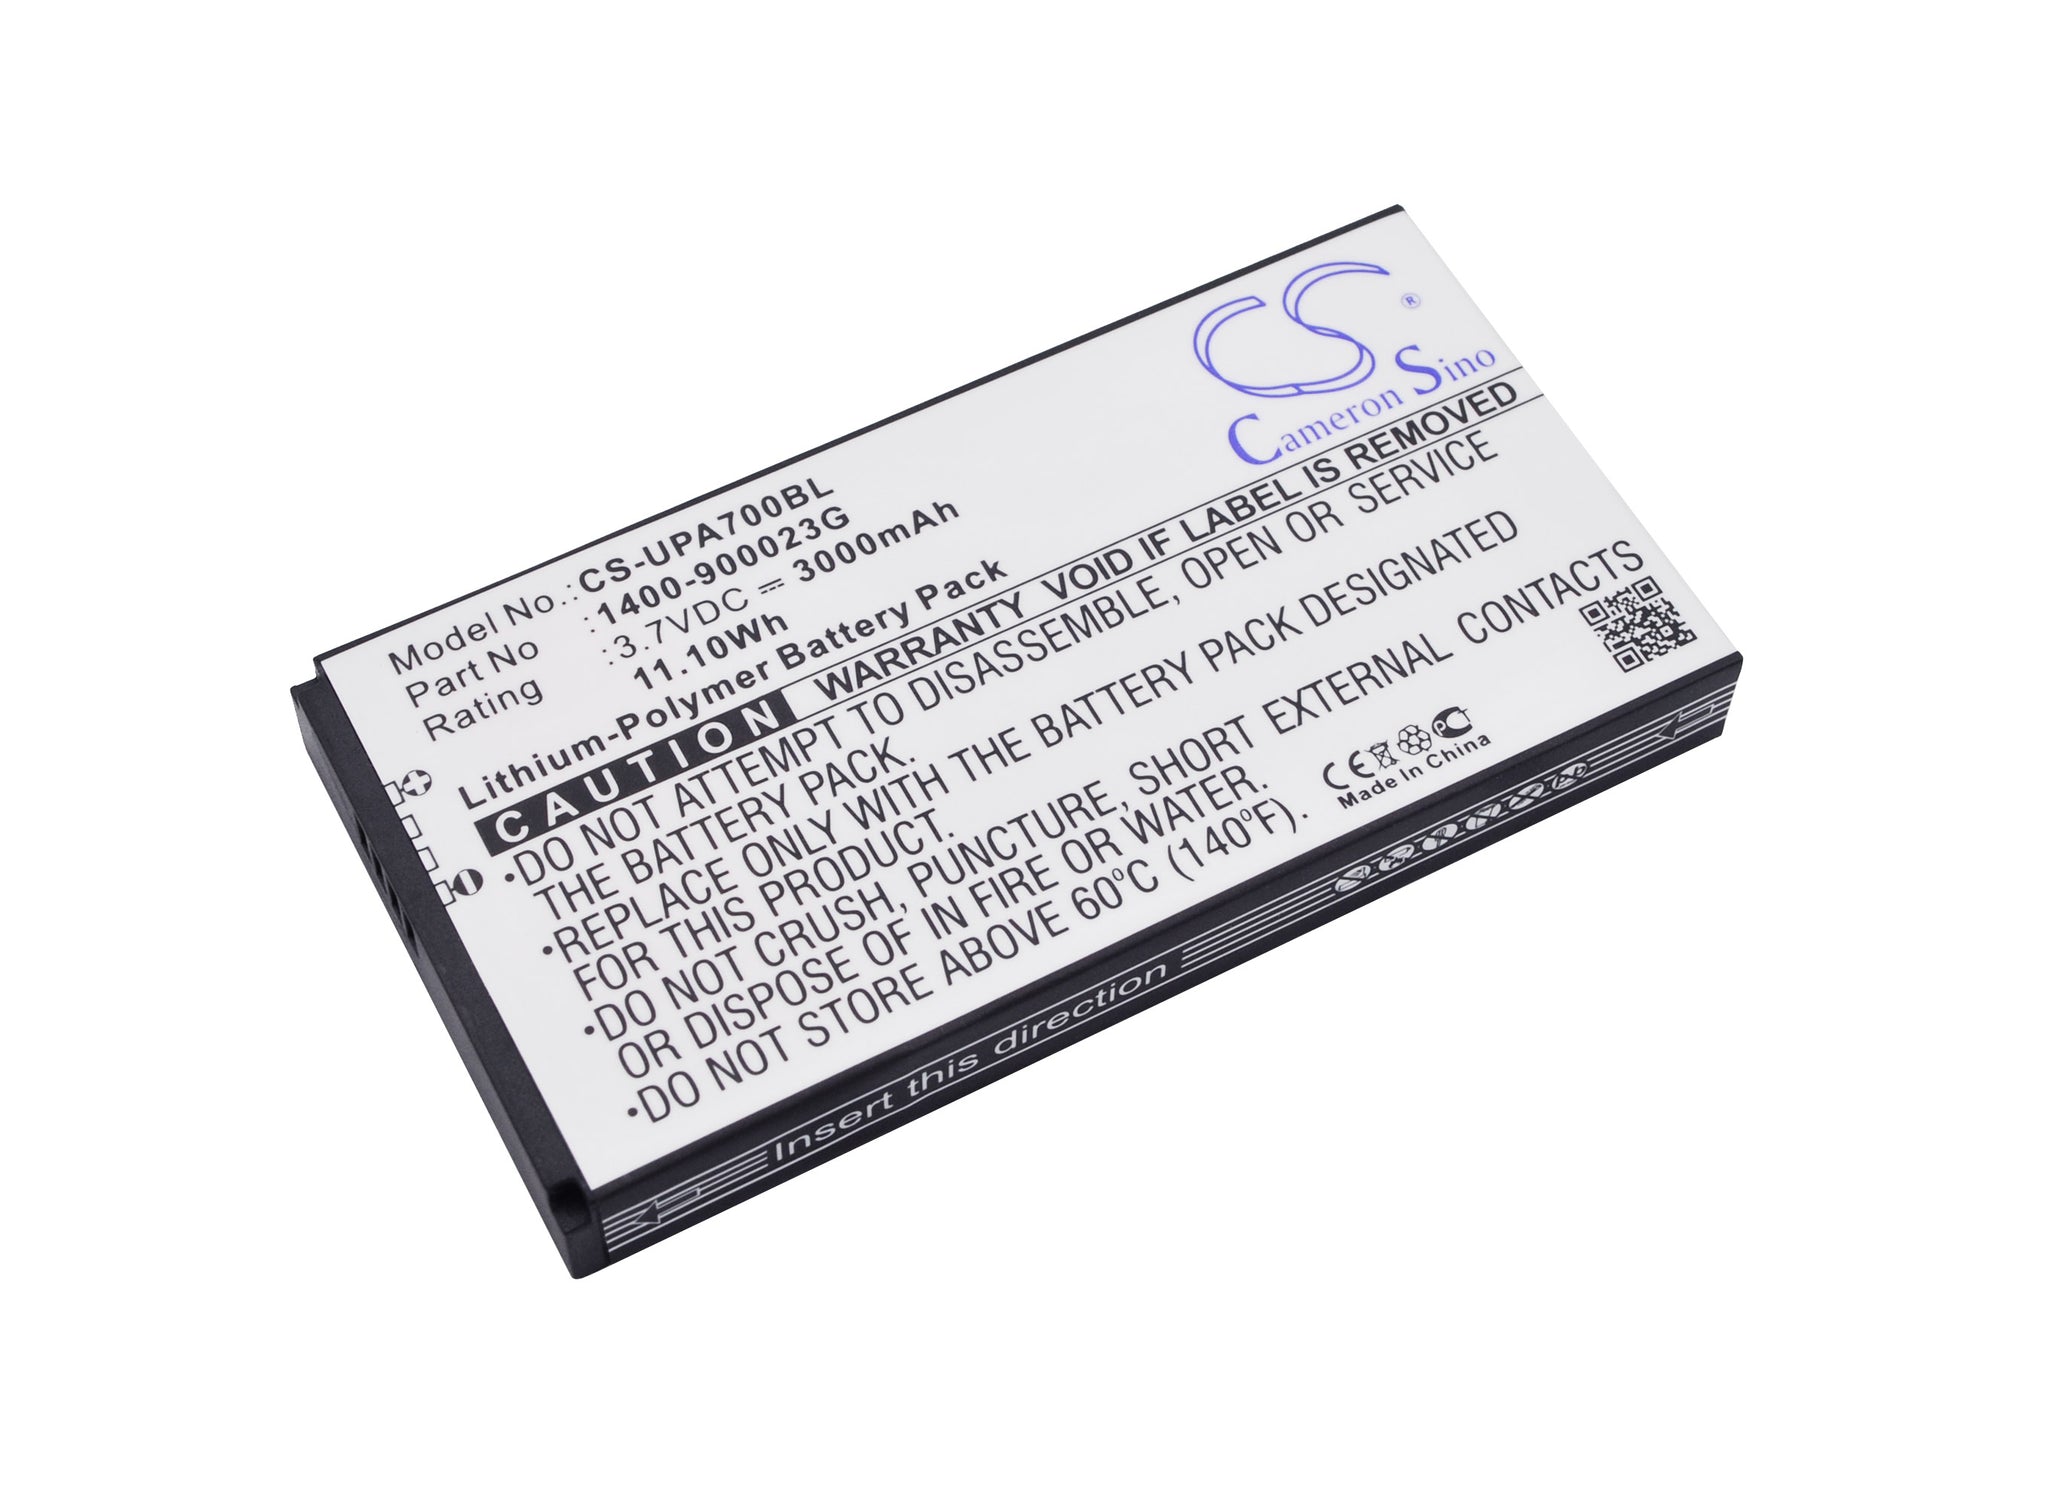 CS
®
Cameron Sino
Model No.: CS-UPA700BL
Part No : 1400-900023G
Rating : 3.7VDC ⎓ 3000mAh
11.10Wh
Lithium-Polymer Battery Pack
CAUTION WARRANTY VOID IF LABEL IS REMOVED
•DO NOT ATTEMPT TO DISASSEMBLE, OPEN OR SERVICE
THE BATTERY PACK.
•REPLACE ONLY WITH THE BATTERY PACK DESIGNATED
FOR THIS PRODUCT.
•DO NOT CRUSH, PUNCTURE, SHORT EXTERNAL CONTACTS
OR DISPOSE OF IN FIRE OR WATER.
•DO NOT STORE ABOVE 60°C (140°F).
CE PCT
Made In China
Insert this direction